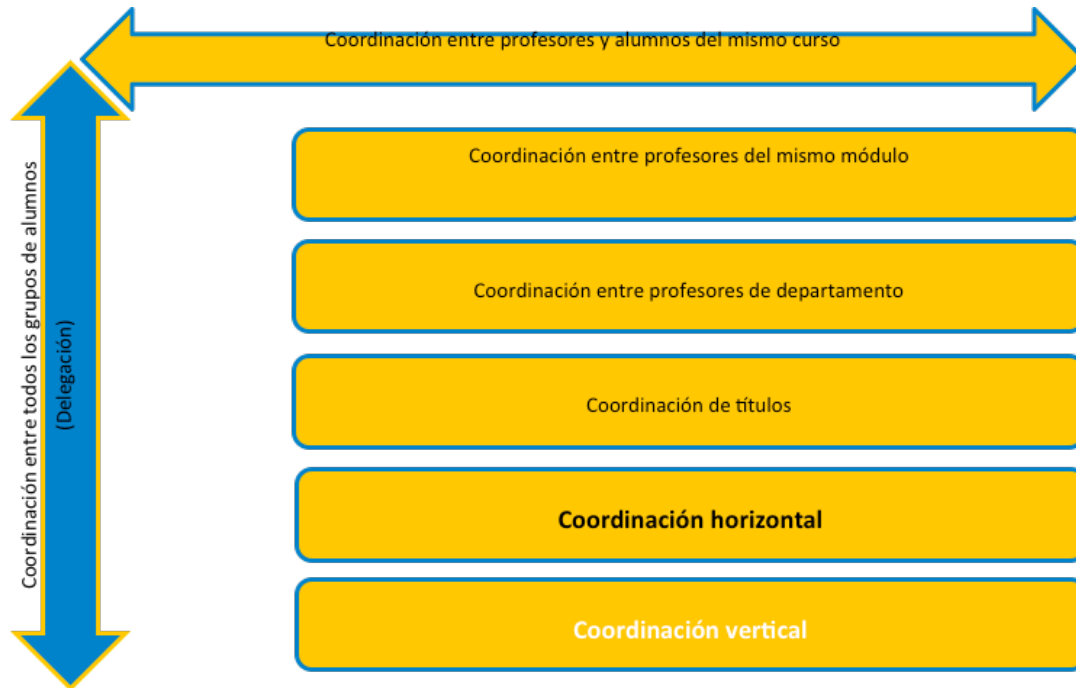 Coordinación entre profesores y alumnos del mismo curso
Coordinación entre todos los grupos de alumnos
(Delegación)
Coordinación entre profesores del mismo módulo
Coordinación entre profesores de departamento
Coordinación de títulos
Coordinación horizontal
Coordinación vertical